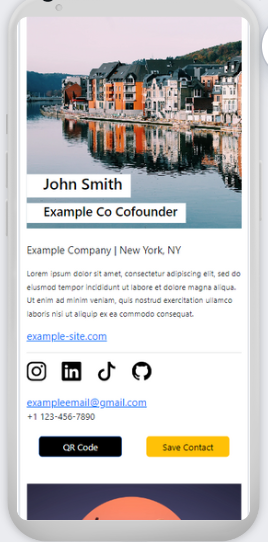 John Smith
Example Co Cofounder
Example Company | New York, NY
Lorem ipsum dolor sit amet, consectetur adipiscing elit, sed do
eiusmod tempor incididunt ut labore et dolore magna aliqua.
Ut enim ad minim veniam, quis nostrud exercitation ullamco
laboris nisi ut aliquip ex ea commodo consequat.
example-site.com
exampleemail@gmail.com
+1 123-456-7890
QR Code
Save Contact